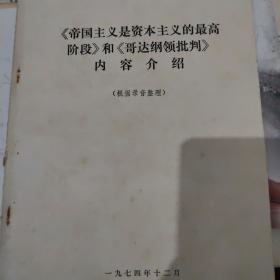 《帝国主义是资本主义的最高
阶段》和《哥达纲领批判》
内容介绍
（根据录音整理）
一九七四年十二月